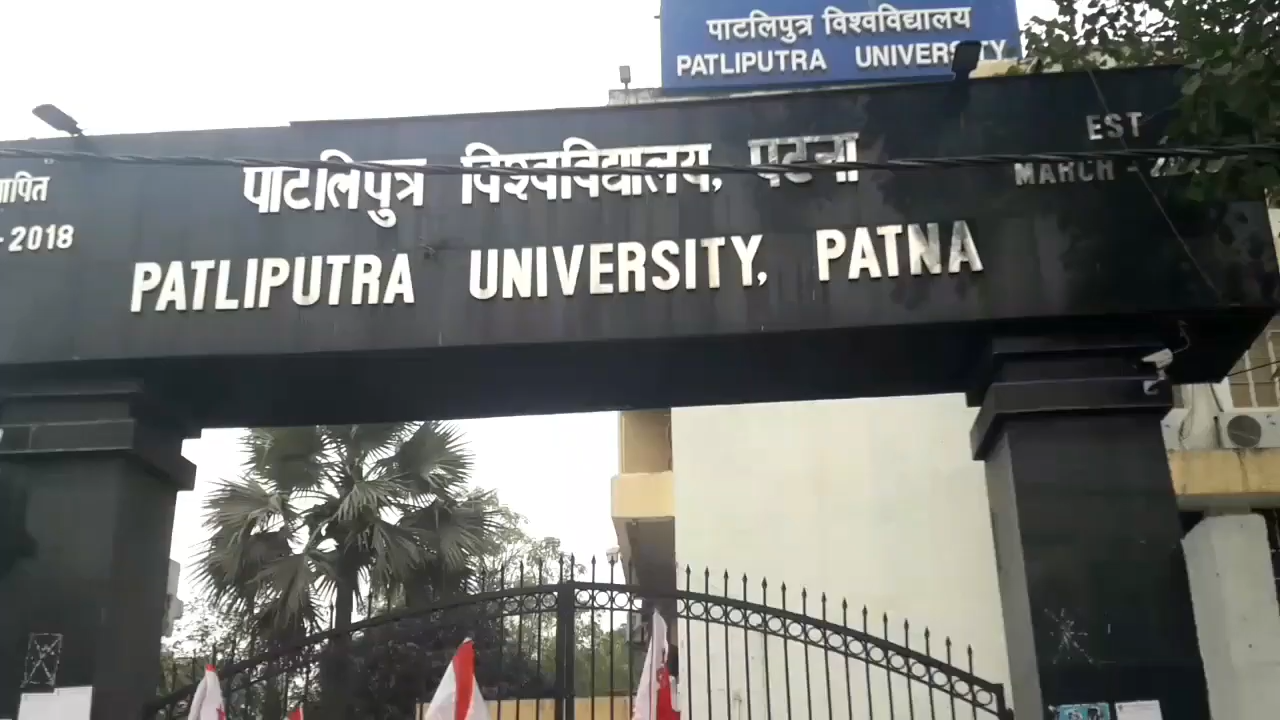 पाटलिपुत्र विश्वविद्यालय
PATLIPUTRA UNIVERSITY
पाटलिपुत्र विश्वविद्यालय, पटना
PATLIPUTRA UNIVERSITY, PATNA
- 2018
EST
MARCH -